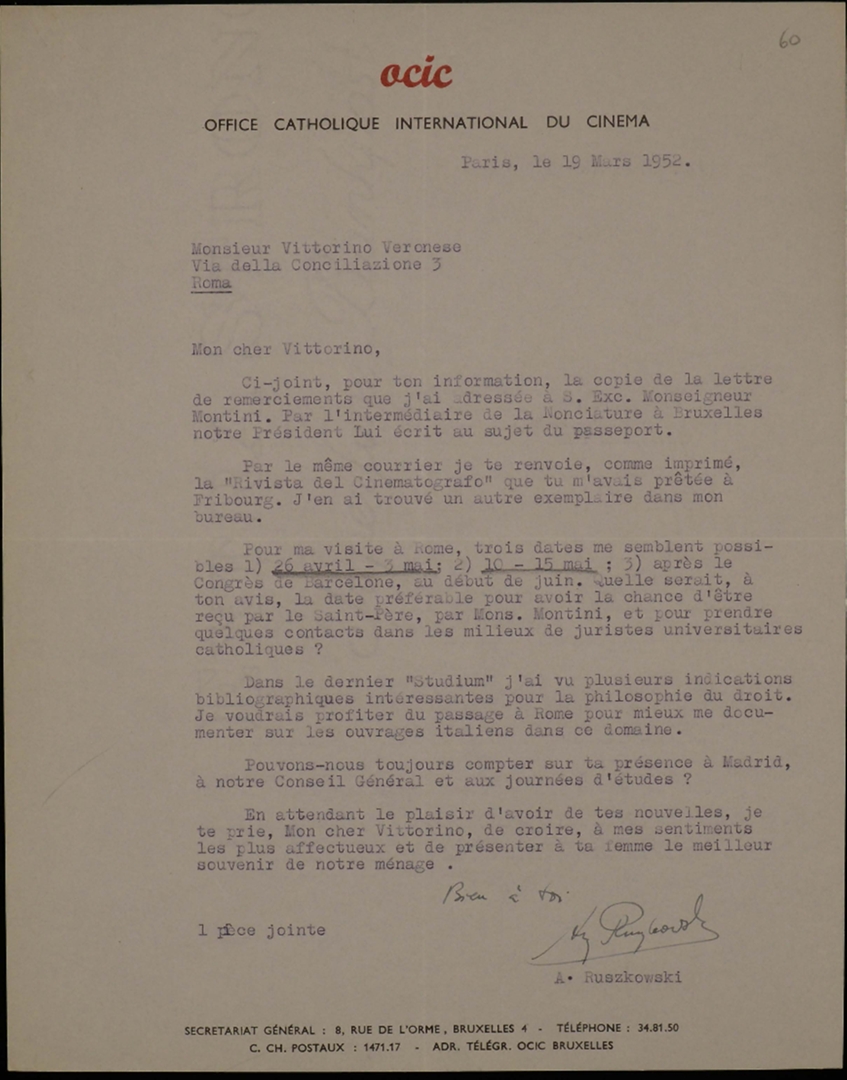 60
ocic
OFFICE CATHOLIQUE INTERNATIONAL DU CINEMA
Paris, le 19 Mars 1952.
Monsieur Vittorino Veronese
Via della Conciliazione 3
Roma
Mon cher Vittorino,
Ci-joint, pour ton information, la copie de la lettre
de remerciements que j'ai adressée à S. Exc. Monseigneur
Montini. Par l'intermédiaire de la Nonciature à Bruxelles
notre Président Lui écrit au sujet du passeport.
Par le même courrier je te renvoie, comme imprimé,
la "Rivista del Cinematografo" que tu m'avais prêtée à
Fribourg. J'en ai trouvé un autre exemplaire dans mon
bureau.
Pour ma visite à Rome, trois dates me semblent possi-
bles 1) 26 avril - 3 mai; 2) 10 - 15 mai ; 3) après le
Congrès de Barcelone, au début de juin. Quelle serait, à
ton avis, la date préférable pour avoir la chance d'être
reçu par le Saint-Père, par Mons. Montini, et pour prendre
quelques contacts dans les milieux de juristes universitaires
catholiques ?
Dans le dernier "Studium" j'ai vu plusieurs indications
bibliographiques intéressantes pour la philosophie du droit.
Je voudrais profiter du passage à Rome pour mieux me docu-
menter sur les ouvrages italiens dans ce domaine.
Pouvons-nous toujours compter sur ta présence à Madrid,
à notre Conseil Général et aux journées d'études ?
En attendant le plaisir d'avoir de tes nouvelles, je
te prie, Mon cher Vittorino, de croire, à mes sentiments
les plus affectueux et de présenter à ta femme le meilleur
souvenir de notre ménage .
Bien à toi
1 pièce jointe
A. Ruszkowski
SECRETARIAT GÉNÉRAL : 8, RUE DE L'ORME, BRUXELLES 4 - TÉLÉPHONE : 34.81.50
C. CH. POSTAUX : 1471.17 - ADR. TÉLÉGR. OCIC BRUXELLES